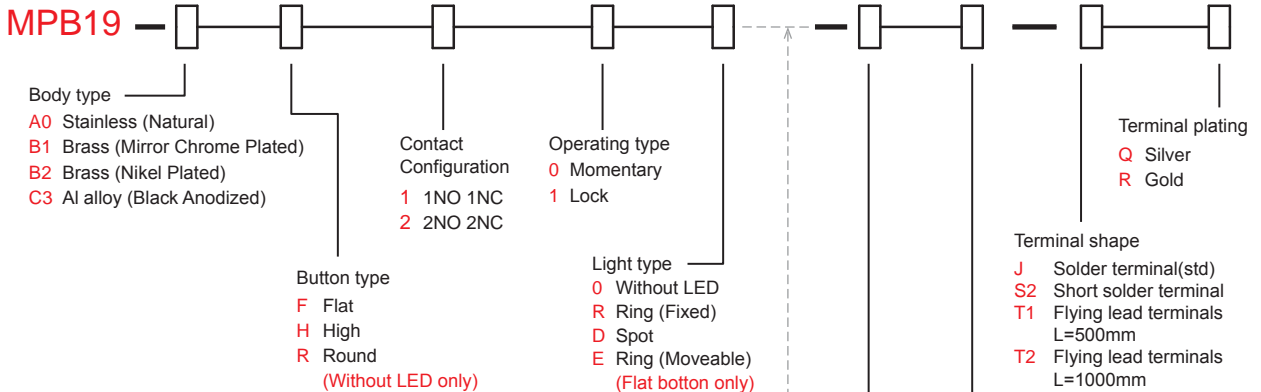 MPB19
Body type
A0 Stainless (Natural)
B1 Brass (Mirror Chrome Plated)
B2 Brass (Nikel Plated)
C3 Al alloy (Black Anodized)
Button type
F Flat
H High
R Round
(Without LED only)
Contact
Configuration
1 1NO 1NC
2 2NO 2NC
Operating type
0 Momentary
1 Lock
Light type
0 Without LED
R Ring (Fixed)
D Spot
E Ring (Moveable)
(Flat botton only)
Terminal shape
J Solder terminal(std)
S2 Short solder terminal
T1 Flying lead terminals
L=500mm
T2 Flying lead terminals
L=1000mm
Terminal plating
Q Silver
R Gold